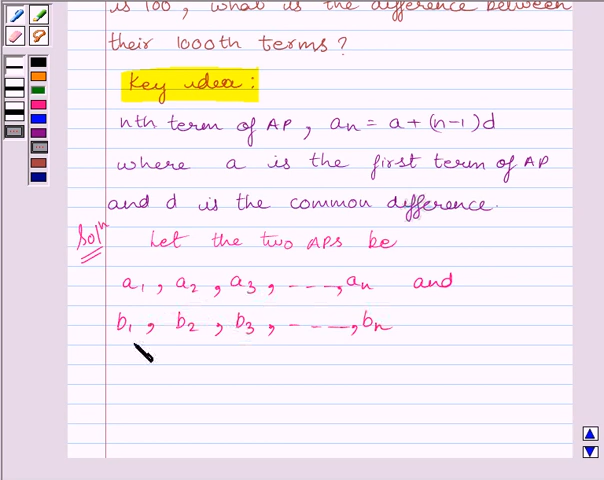 is 100, what is the difference between
their 1000th terms?
Key idea:
nth term of AP, aₙ = a + (n-1)d
where a is the first term of AP
and d is the common difference.
Solⁿ Let the two APs be
a₁, a₂, a₃, ----, aₙ and
b₁, b₂, b₃, ----, bₙ